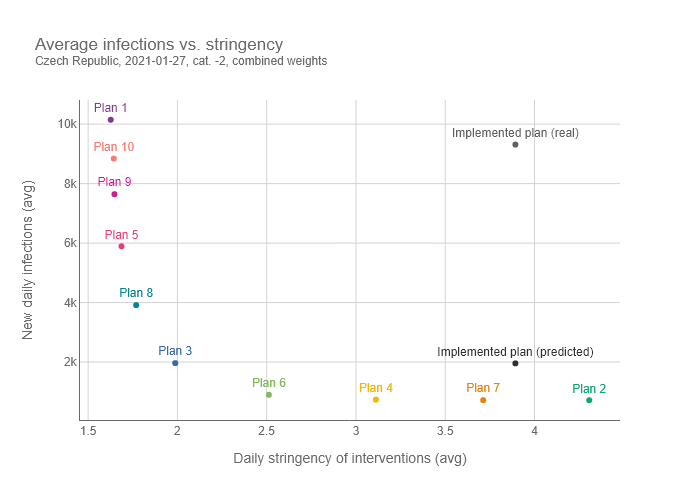 Average infections vs. stringency
Czech Republic, 2021-01-27, cat. -2, combined weights
Plan 1
10k
Implemented plan (real)
Plan 10
Plan 9
8k
New daily infections (avg)
Plan 5
6k
Plan 8
4k
Plan 3
Implemented plan (predicted)
2k
Plan 6
Plan 4
Plan 7
Plan 2
1.5
2
2.5
3
3.5
4
Daily stringency of interventions (avg)